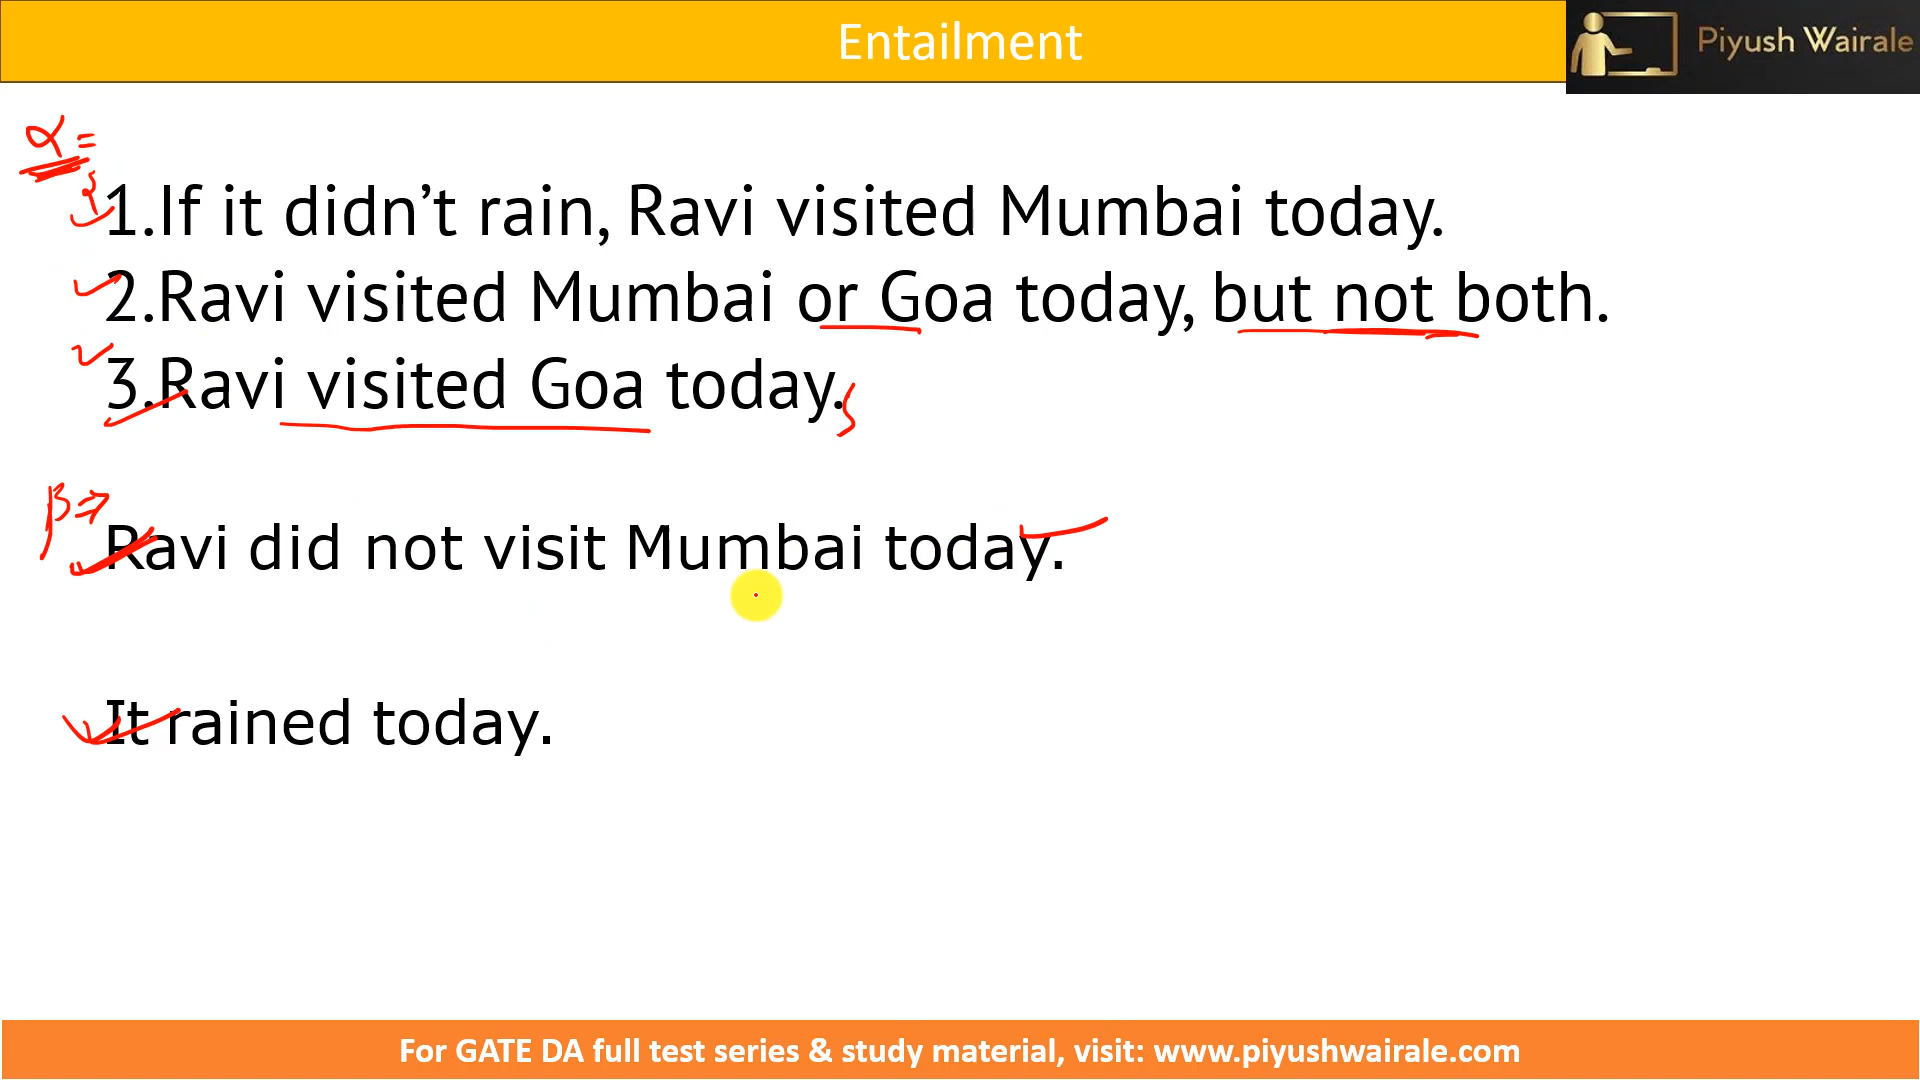 Entailment
Piyush Wairale
α =
{
1.If it didn’t rain, Ravi visited Mumbai today.
2.Ravi visited Mumbai or Goa today, but not both.
3.Ravi visited Goa today.
}
β ⇒
Ravi did not visit Mumbai today.
It rained today.
For GATE DA full test series & study material, visit: www.piyushwairale.com